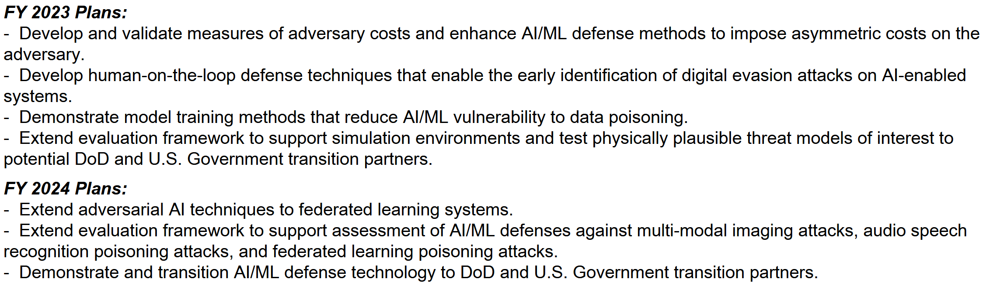 FY 2023 Plans:
- Develop and validate measures of adversary costs and enhance AI/ML defense methods to impose asymmetric costs on the
adversary.
- Develop human-on-the-loop defense techniques that enable the early identification of digital evasion attacks on AI-enabled
systems.
- Demonstrate model training methods that reduce AI/ML vulnerability to data poisoning.
- Extend evaluation framework to support simulation environments and test physically plausible threat models of interest to
potential DoD and U.S. Government transition partners.
FY 2024 Plans:
- Extend adversarial AI techniques to federated learning systems.
- Extend evaluation framework to support assessment of AI/ML defenses against multi-modal imaging attacks, audio speech
recognition poisoning attacks, and federated learning poisoning attacks.
- Demonstrate and transition AI/ML defense technology to DoD and U.S. Government transition partners.